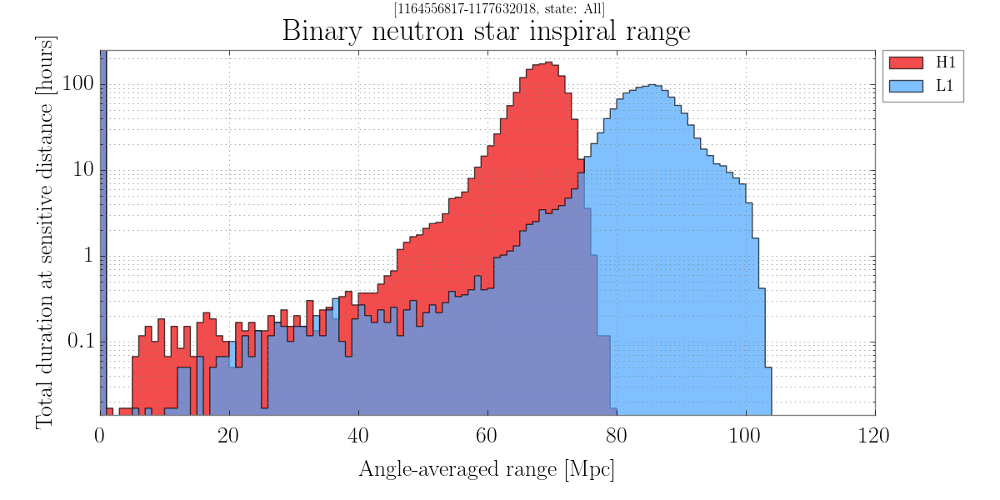 [1164556817-1177632018, state: All]
Binary neutron star inspiral range
Total duration at sensitive distance [hours]
100
10
1
0.1
0
20
40
60
80
100
120
Angle-averaged range [Mpc]
H1
L1